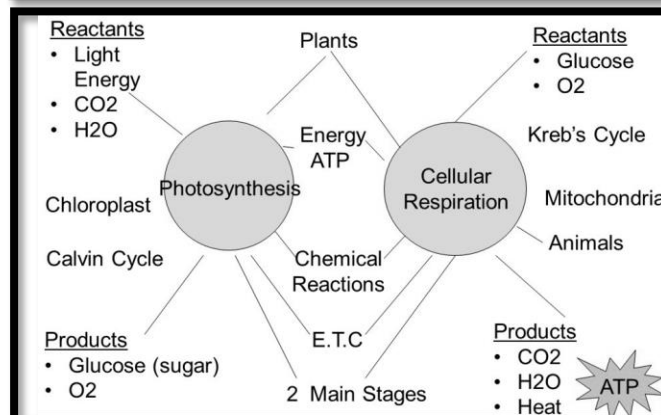 Reactants
• Light
Energy
• CO2
• H2O
Plants
Reactants
• Glucose
• O2
Energy
ATP
Kreb's Cycle
Photosynthesis
Cellular
Respiration
Chloroplast
Mitochondria
Calvin Cycle
Chemical
Reactions
Animals
Products
• Glucose (sugar)
• O2
E.T.C
2 Main Stages
Products
• CO2
• H2O
• Heat
ATP